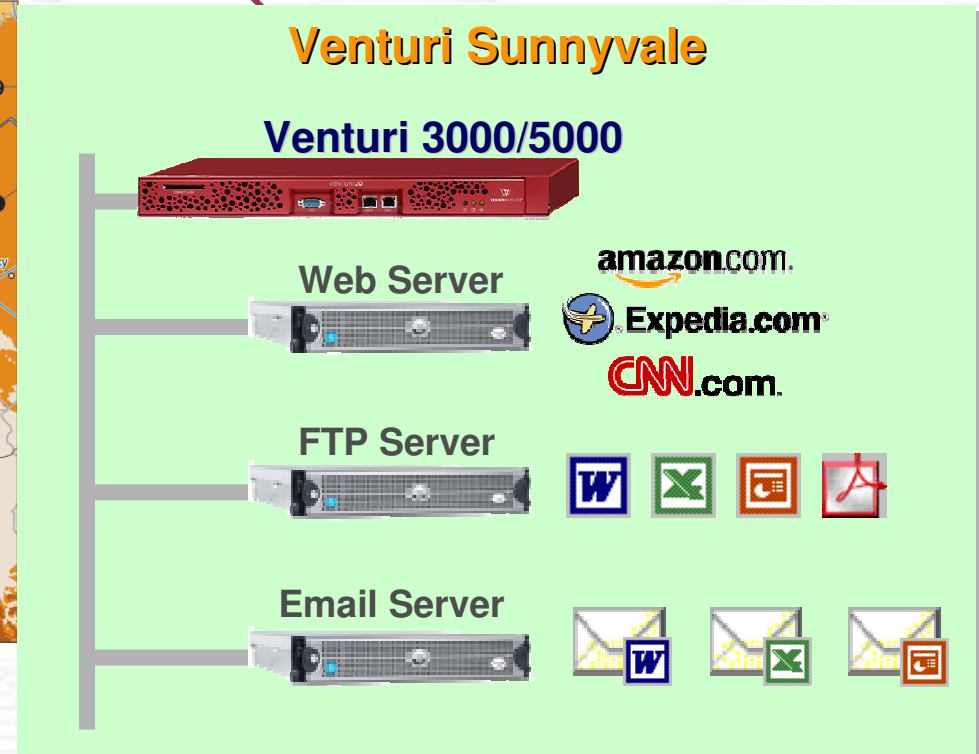 Venturi Sunnyvale
Venturi 3000/5000
Web Server
amazon.com.
Expedia.com
CNN.com.
FTP Server
W
X
Email Server
W
X